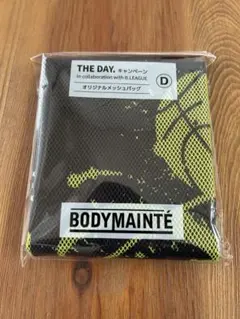 THE DAY. キャンペーン
in collaboration with B.LEAGUE
オリジナルメッシュバッグ
D
BODYMAINTÉ